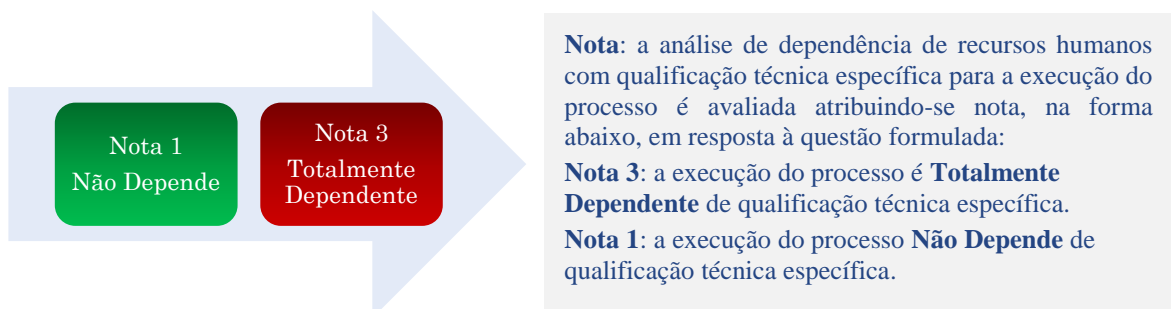 Nota 1
Não Depende
Nota 3
Totalmente
Dependente
Nota: a análise de dependência de recursos humanos
com qualificação técnica específica para a execução do
processo é avaliada atribuindo-se nota, na forma
abaixo, em resposta à questão formulada:
Nota 3: a execução do processo é Totalmente
Dependente de qualificação técnica específica.
Nota 1: a execução do processo Não Depende de
qualificação técnica específica.